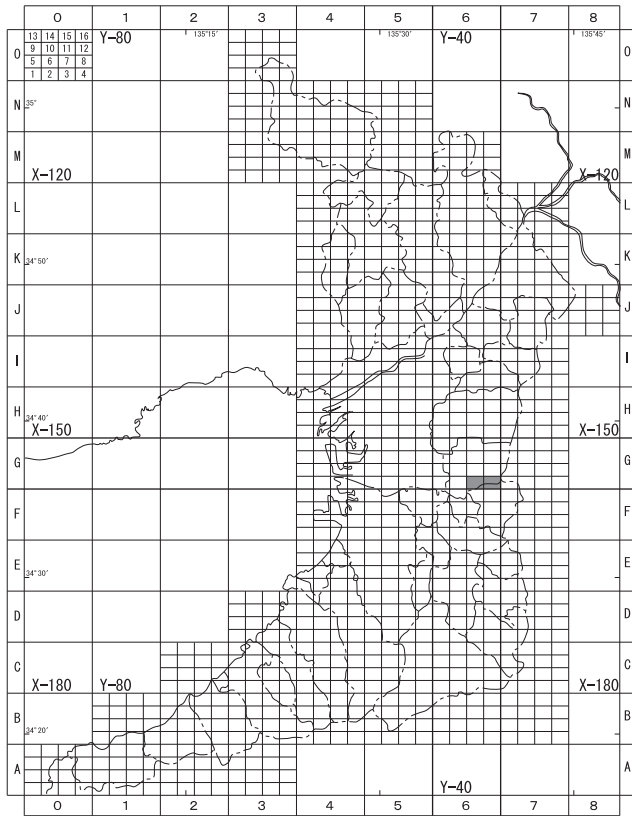 0 1 2 3 4 5 6 7 8
13 14 15 16 Y-80 135°15′ 135°30′ Y-40 135°45′
9 10 11 12
O O
5 6 7 8
1 2 3 4
N 35° N
M M
X-120 X-120
L L
K 34°50′ K
J J
I I
H H
34°40′
X-150 X-150
G G
F F
E E
34°30′
D D
C C
X-180 Y-80 X-180
B B
34°20′
A A
Y-40
0 1 2 3 4 5 6 7 8